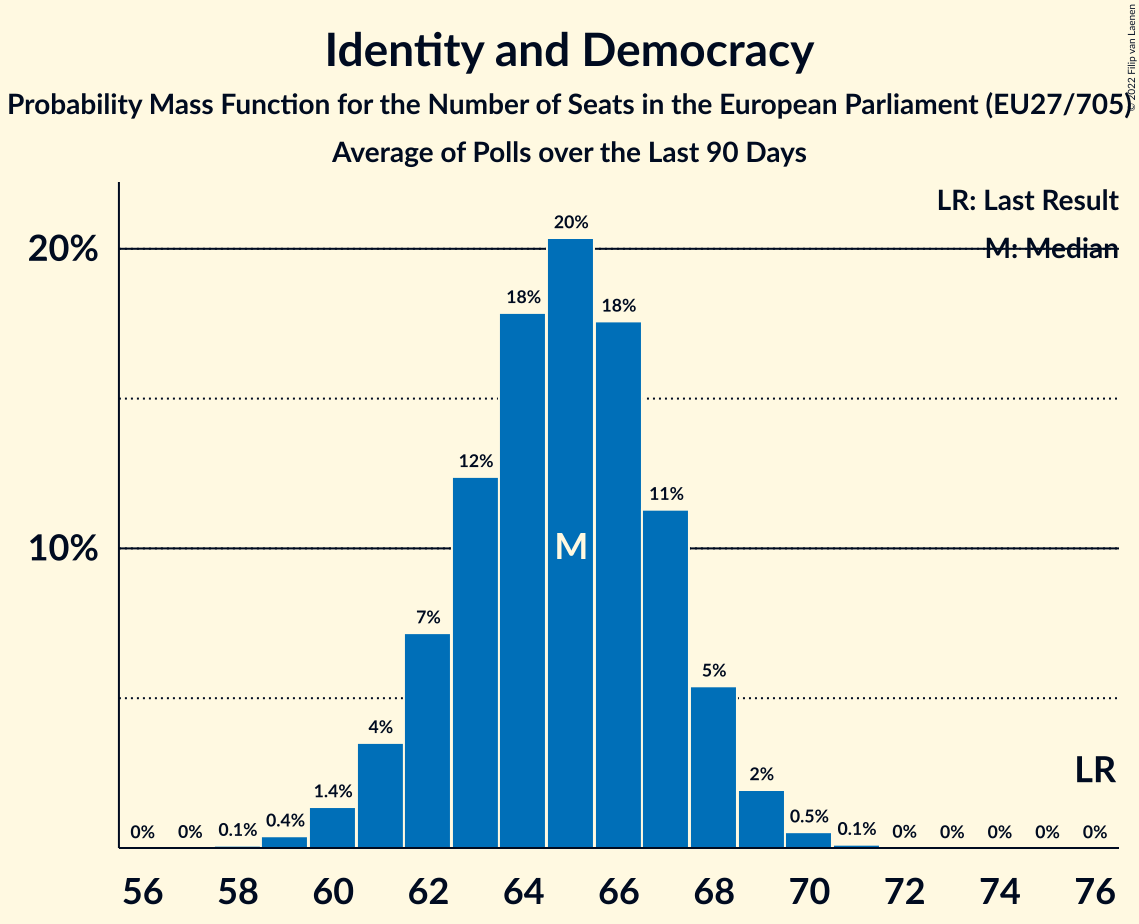 Identity and Democracy
Probability Mass Function for the Number of Seats in the European Parliament (EU27/705)
Average of Polls over the Last 90 Days
© 2022 Filip van Laenen
LR: Last Result
M: Median
20%
10%
0%
0%
0.1%
0.4%
1.4%
4%
7%
12%
18%
20%
18%
11%
5%
2%
0.5%
0.1%
0%
0%
0%
0%
0%
M
LR
56 58 60 62 64 66 68 70 72 74 76